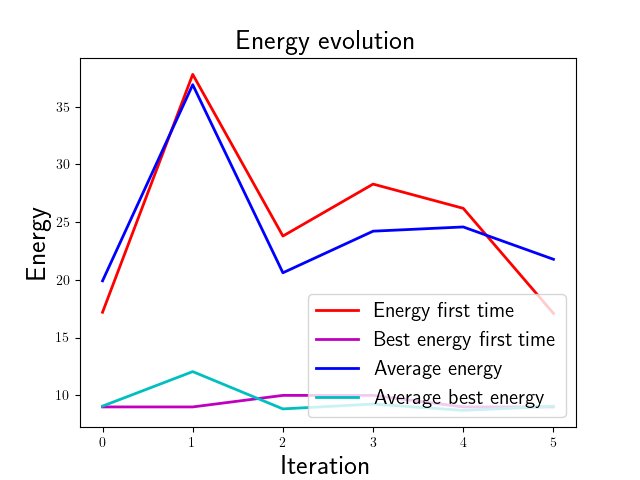 Energy evolution
Energy
35
30
25
20
15
10
Energy first time
Best energy first time
Average energy
Average best energy
0 1 2 3 4 5
Iteration